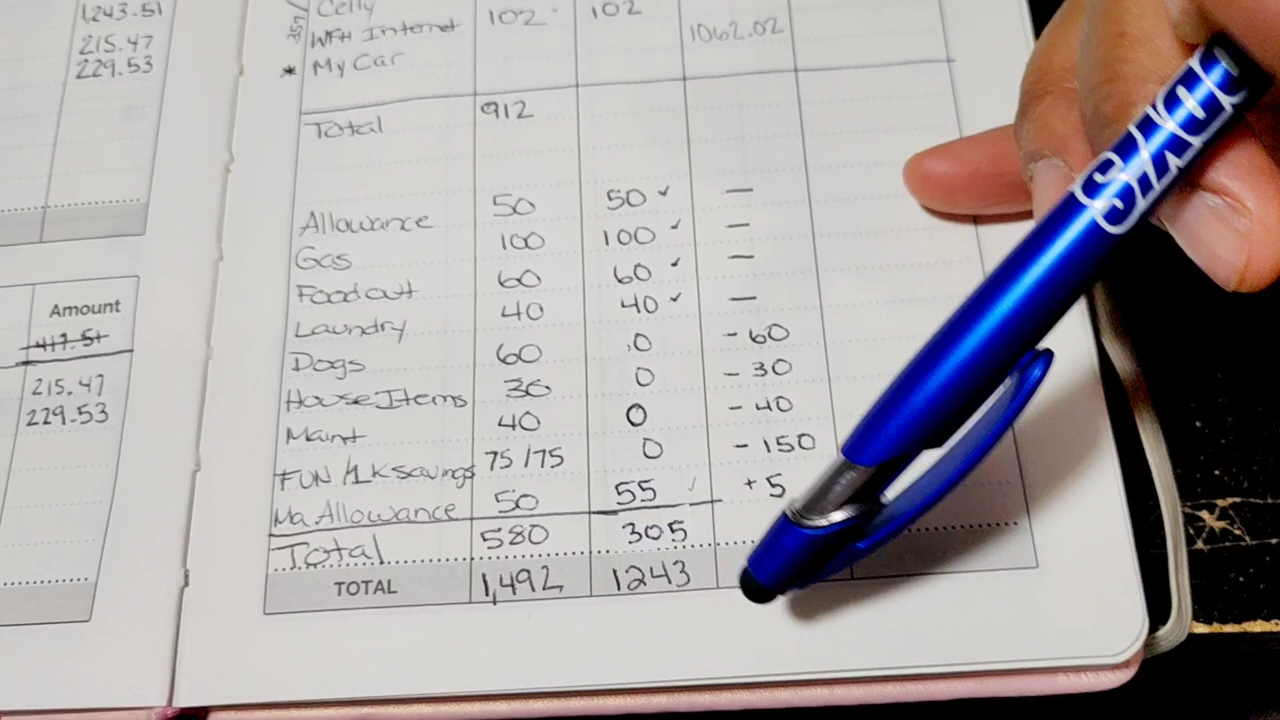 1243.51
215.47
229.53
Amount
417.51
215.47
229.53
Celly 102 102
WFH Internet 1062.02
* My Car
Total 912
Allowance 50 50 ✓ —
Gas 100 100 ✓ —
Food out 60 60 ✓ —
Laundry 40 40 ✓ —
Dogs 60 0 -60
House Items 30 0 -30
Maint 40 0 -40
FUN /1K savings 75/75 0 -150
Ma Allowance 50 55 ✓ +5
Total 580 305
TOTAL 1,492 1243